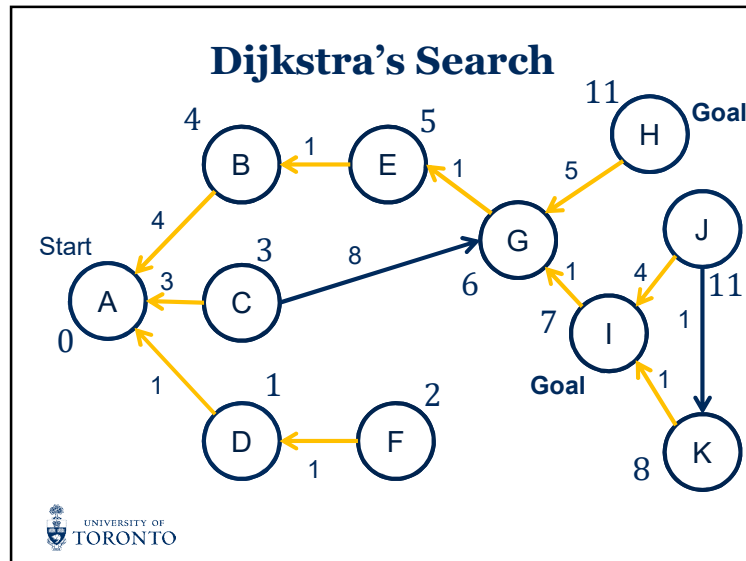 Dijkstra's Search
11
H
Goal
4
B
1
5
E
1
5
4
Start
3
8
G
J
A
3
C
6
1
4
11
0
7
I
1
1
1
Goal
1
D
2
F
1
8
K
UNIVERSITY OF
TORONTO